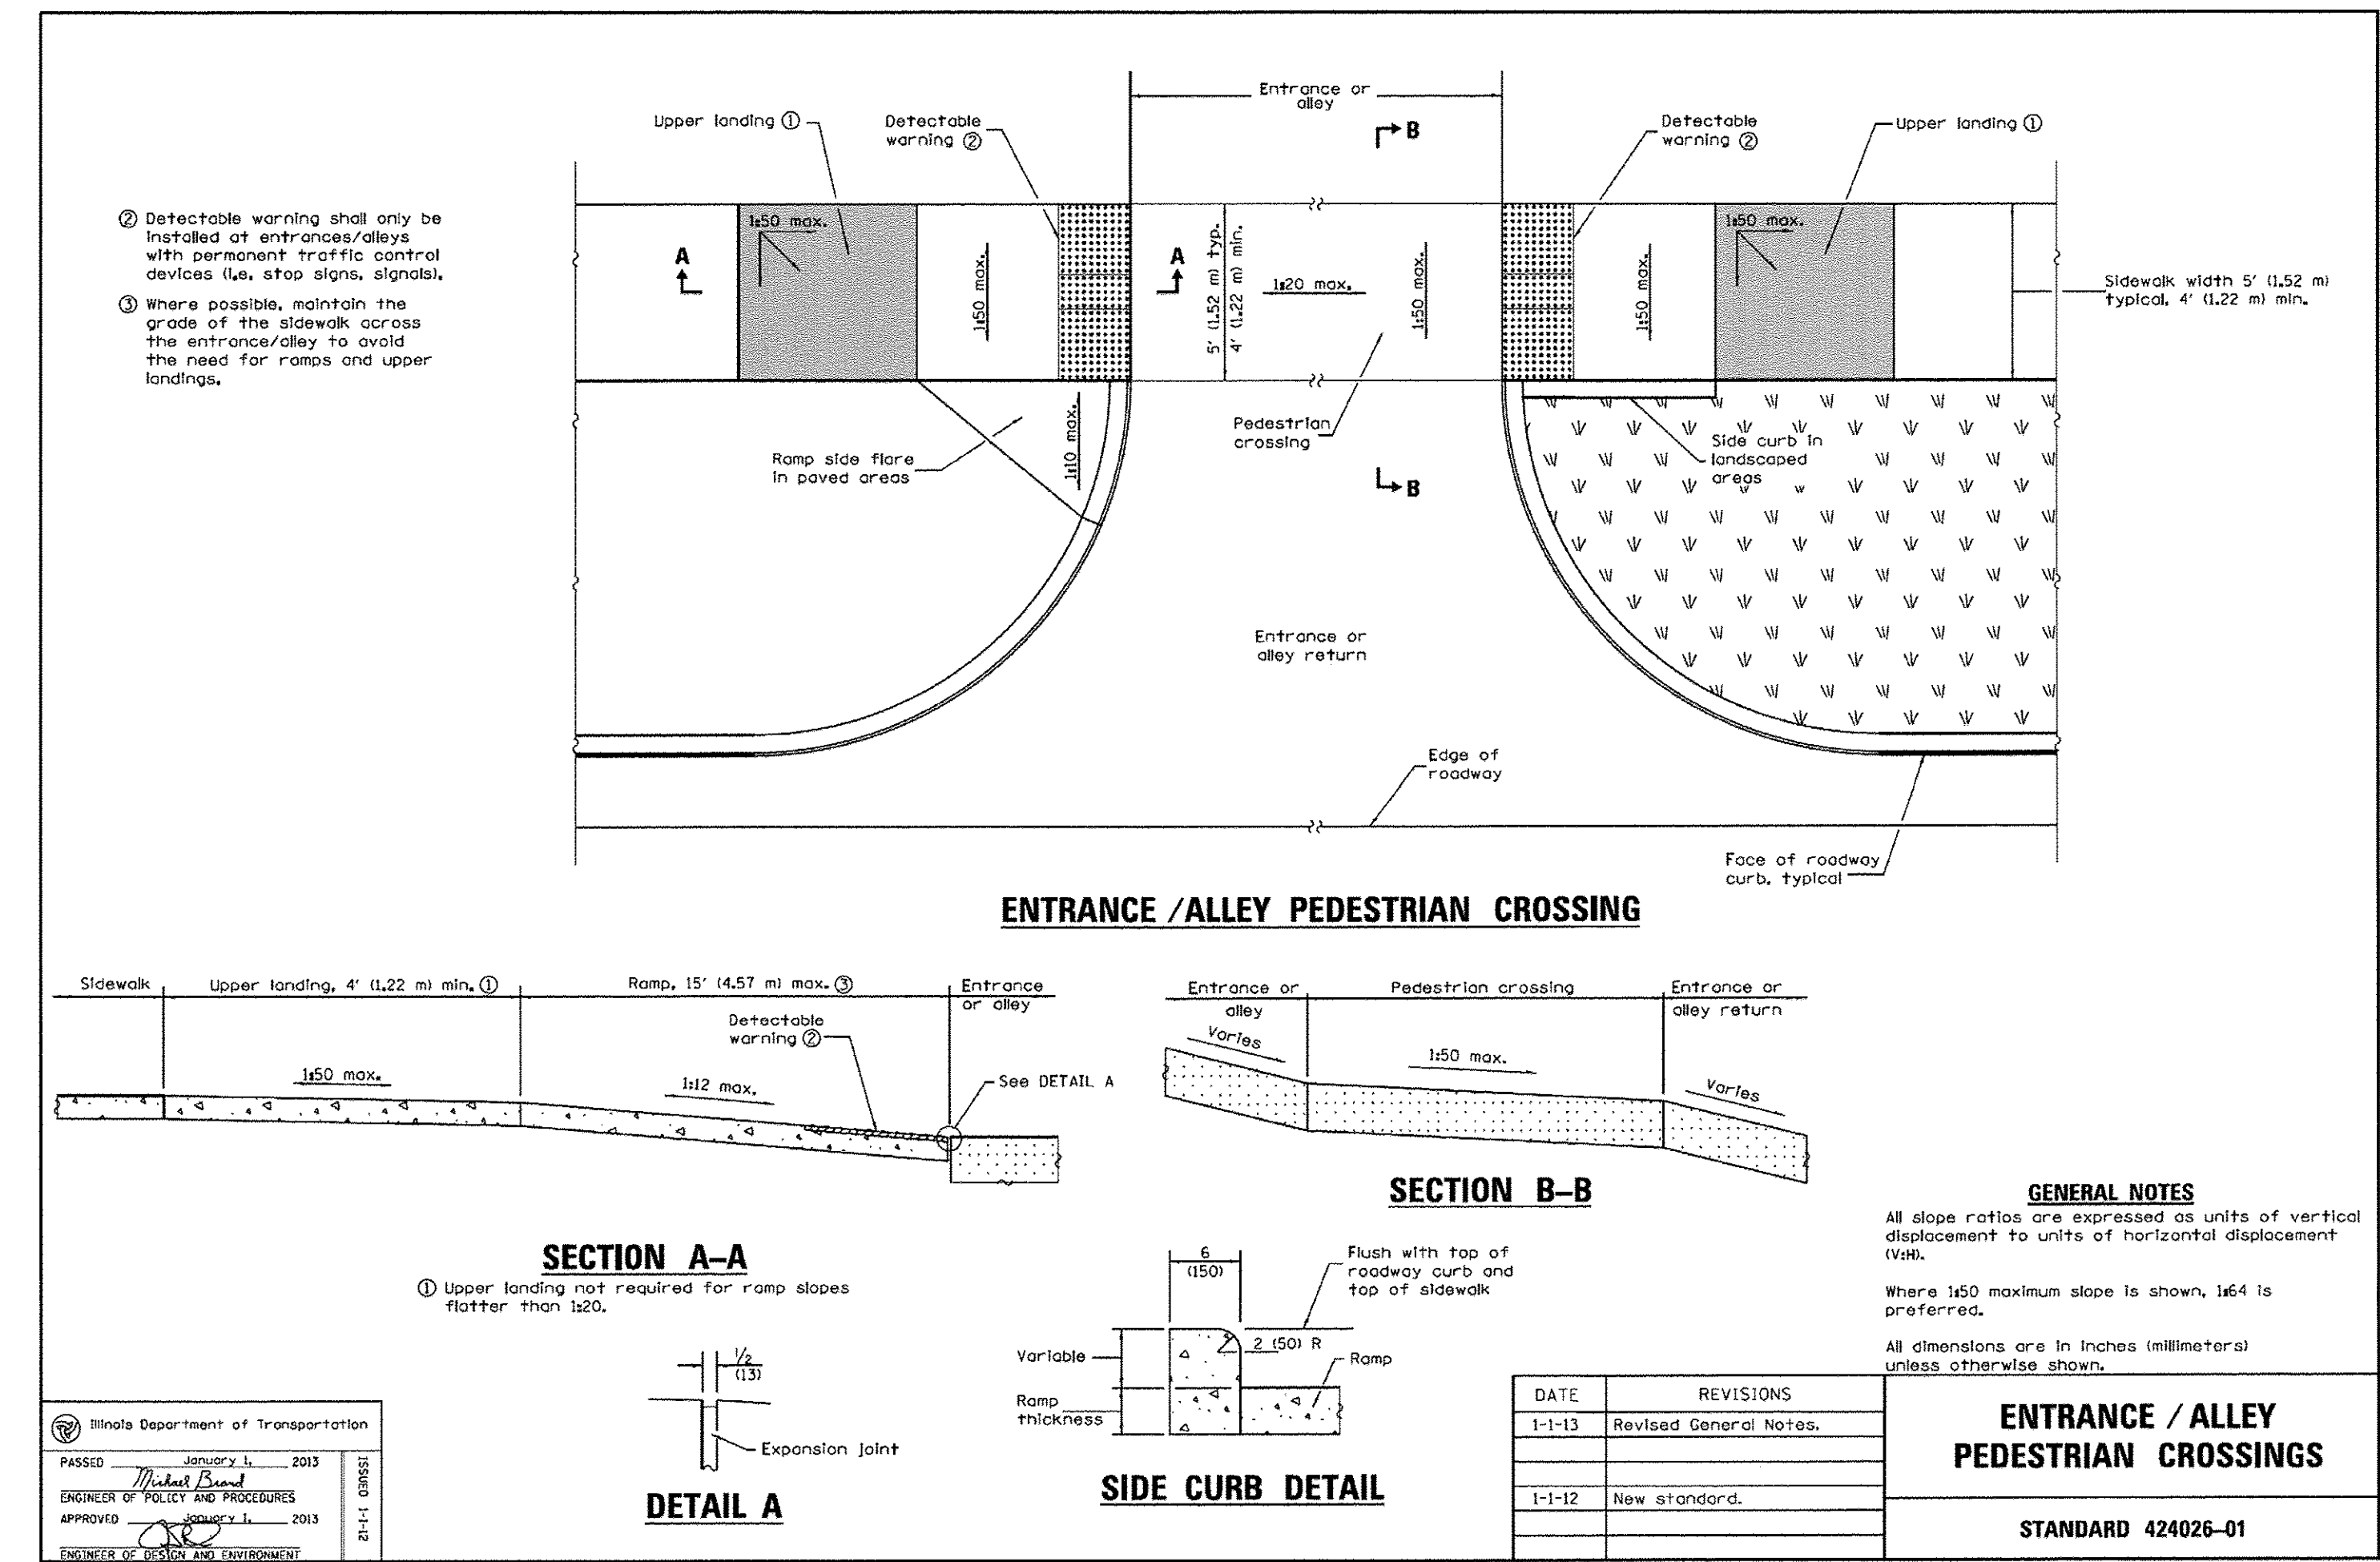 Entrance or
alley
B
Upper landing ①
Detectable
warning ②
Detectable
warning ②
Upper landing ①
② Detectable warning shall only be
installed at entrances/alleys
with permanent traffic control
devices (i.e. stop signs, signals).
③ Where possible, maintain the
grade of the sidewalk across
the entrance/alley to avoid
the need for ramps and upper
landings.
A
1:50 max.
1:50 max.
A
5' (1.52 m) typ.
4' (1.22 m) min.
1:20 max.
1:50 max.
1:50 max.
1:50 max.
Sidewalk width 5' (1.52 m)
typical, 4' (1.22 m) min.
Ramp side flare
in paved areas
1:10 max.
Pedestrian
crossing
B
Side curb in
landscaped
areas
Entrance or
alley return
Edge of
roadway
Face of roadway
curb, typical
ENTRANCE / ALLEY PEDESTRIAN CROSSING
Sidewalk
Upper landing, 4' (1.22 m) min. ①
Ramp, 15' (4.57 m) max. ③
Entrance
or alley
Detectable
warning ②
1:50 max.
1:12 max.
See DETAIL A
SECTION A–A
① Upper landing not required for ramp slopes
flatter than 1:20.
Entrance or
alley
Pedestrian crossing
Entrance or
alley return
Varies
1:50 max.
Varies
SECTION B–B
GENERAL NOTES
All slope ratios are expressed as units of vertical
displacement to units of horizontal displacement
(V:H).
Where 1:50 maximum slope is shown, 1:64 is
preferred.
All dimensions are in inches (millimeters)
unless otherwise shown.
1/2
(13)
Expansion joint
DETAIL A
6
(150)
Flush with top of
roadway curb and
top of sidewalk
Variable
2 (50) R
Ramp
Ramp
thickness
SIDE CURB DETAIL
Illinois Department of Transportation
PASSED January 1, 2013
Michael Brand
ENGINEER OF POLICY AND PROCEDURES
APPROVED January 1, 2013
ENGINEER OF DESIGN AND ENVIRONMENT
ISSUED 1-1-12
DATE REVISIONS
1-1-13 Revised General Notes.
1-1-12 New standard.
ENTRANCE / ALLEY
PEDESTRIAN CROSSINGS
STANDARD 424026–01